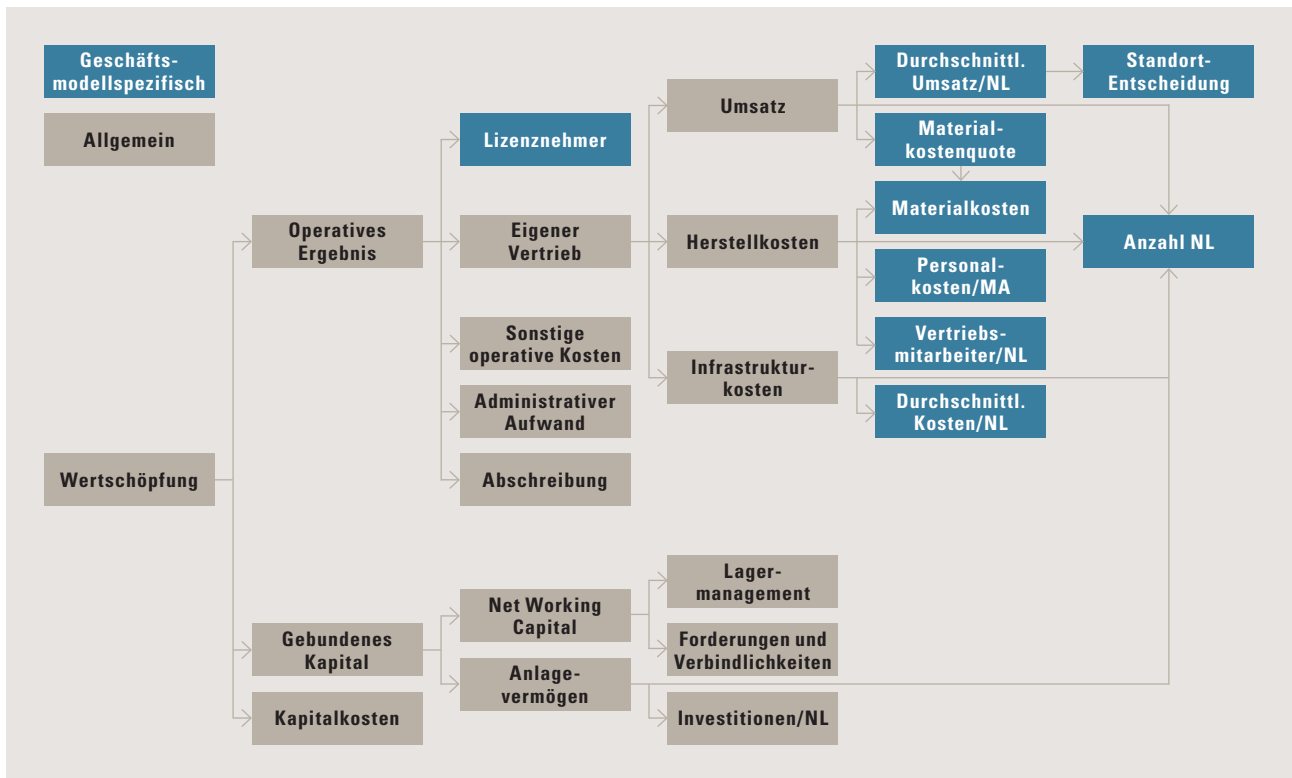 Geschäfts-
modellspezifisch
Allgemein
Wertschöpfung
Operatives
Ergebnis
Gebundenes
Kapital
Kapitalkosten
Lizenznehmer
Eigener
Vertrieb
Sonstige
operative Kosten
Administrativer
Aufwand
Abschreibung
Net Working
Capital
Anlage-
vermögen
Umsatz
Herstellkosten
Infrastruktur-
kosten
Lager-
management
Forderungen und
Verbindlichkeiten
Investitionen/NL
Durchschnittl.
Umsatz/NL
Material-
kostenquote
Materialkosten
Personal-
kosten/MA
Vertriebs-
mitarbeiter/NL
Durchschnittl.
Kosten/NL
Standort-
Entscheidung
Anzahl NL